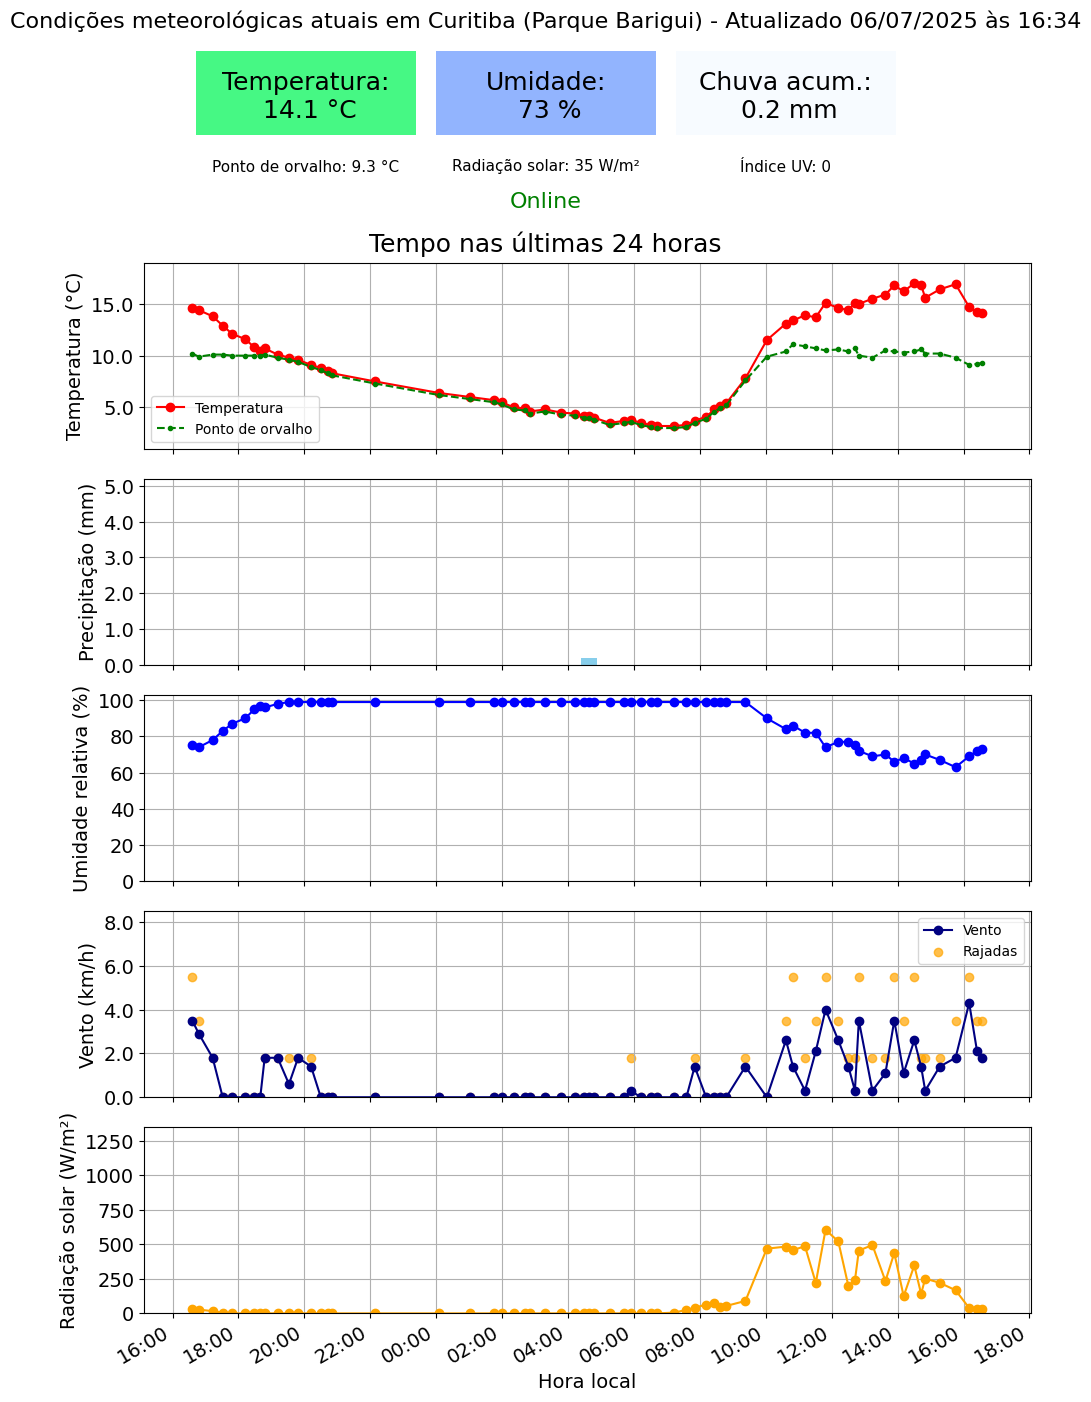 Condições meteorológicas atuais em Curitiba (Parque Barigui) - Atualizado 06/07/2025 às 16:34
Temperatura:
14.1 °C
Umidade:
73 %
Chuva acum.:
0.2 mm
Ponto de orvalho: 9.3 °C
Radiação solar: 35 W/m²
Índice UV: 0
Online
Tempo nas últimas 24 horas
Temperatura (°C)
15.0
10.0
5.0
Temperatura
Ponto de orvalho
Precipitação (mm)
5.0
4.0
3.0
2.0
1.0
0.0
Umidade relativa (%)
100
80
60
40
20
0
Vento (km/h)
8.0
6.0
4.0
2.0
0.0
Vento
Rajadas
Radiação solar (W/m²)
1250
1000
750
500
250
0
16:00
18:00
20:00
22:00
00:00
02:00
04:00
06:00
08:00
10:00
12:00
14:00
16:00
18:00
Hora local